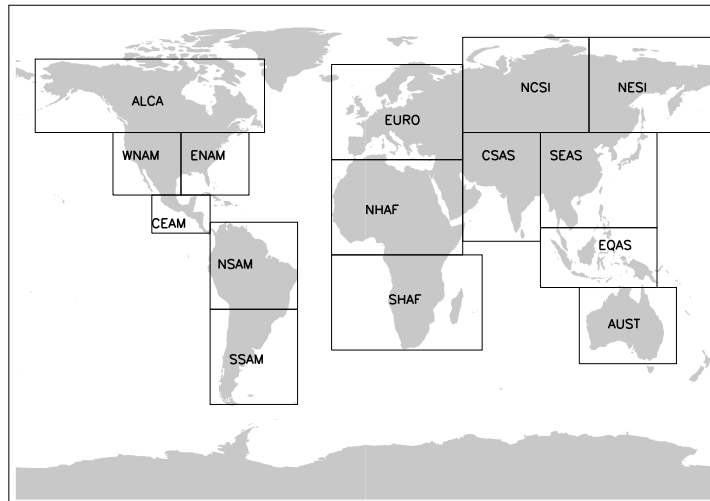 NCSI
NESI
ALCA
EURO
WNAM
ENAM
CSAS
SEAS
NHAF
CEAM
EQAS
NSAM
SHAF
AUST
SSAM